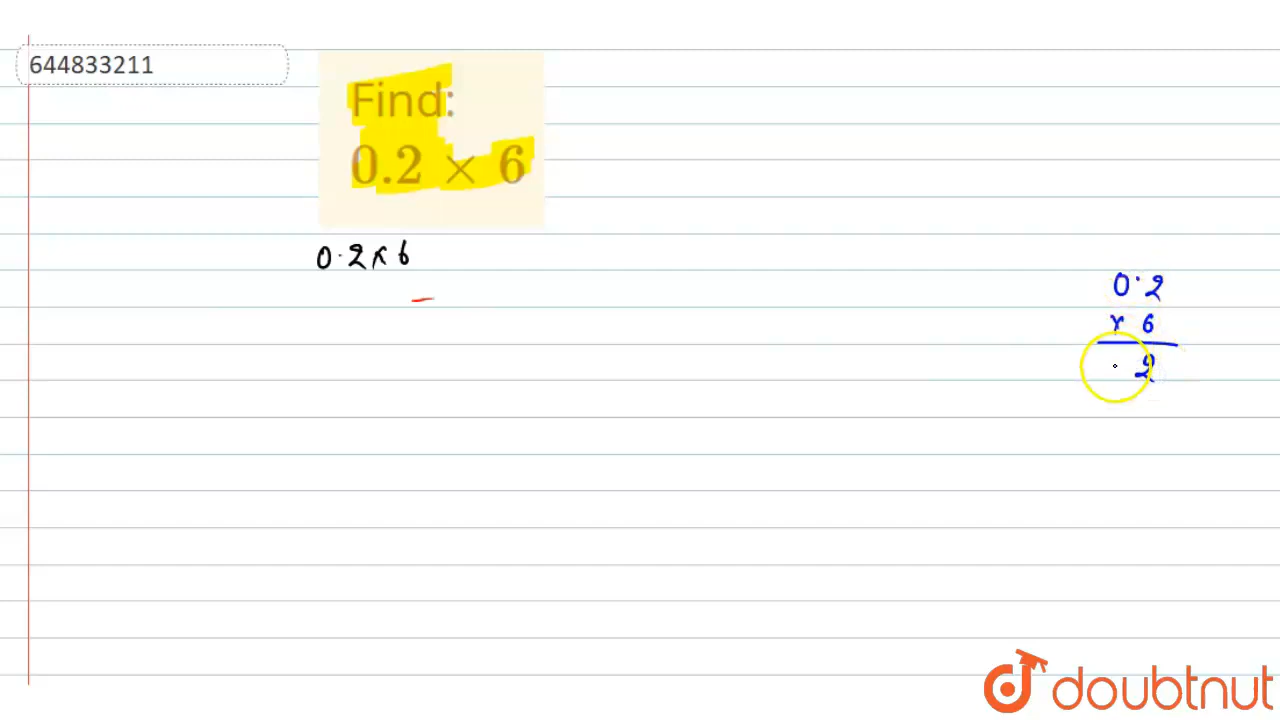 644833211
Find:
0.2 × 6
0.2 × 6
0.2
× 6
2
doubtnut